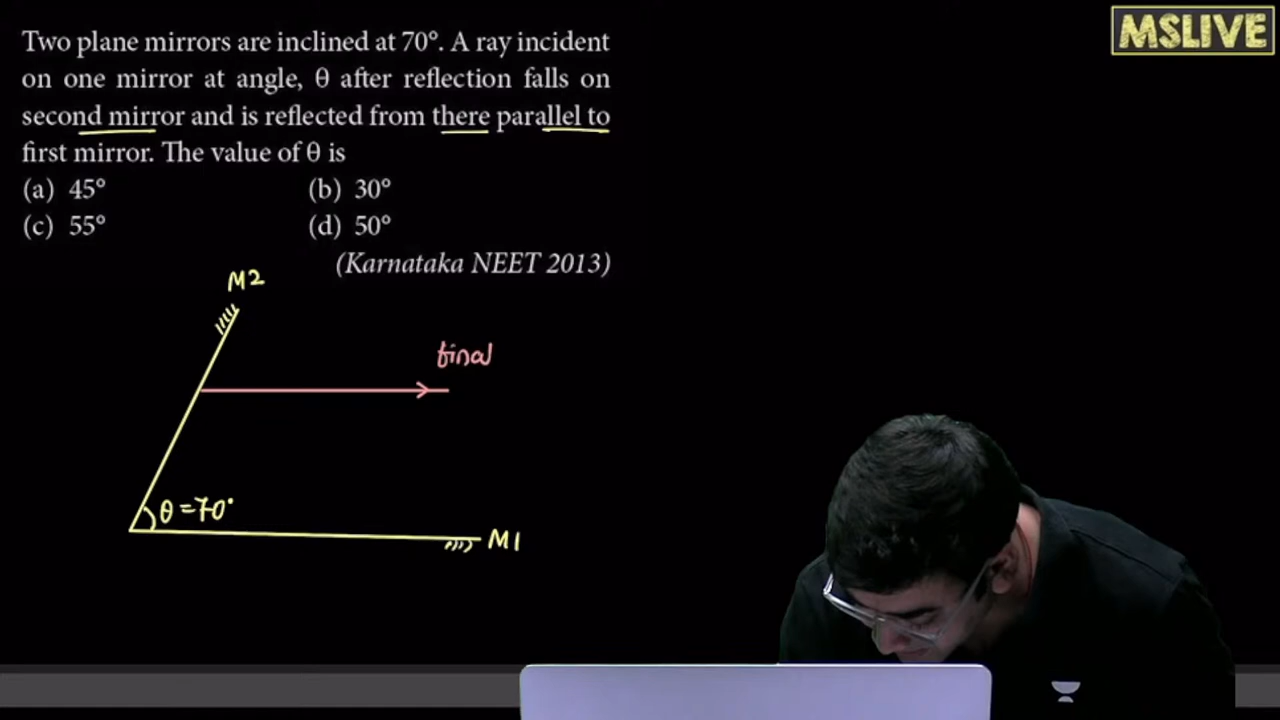 MSLIVE
Two plane mirrors are inclined at 70°. A ray incident
on one mirror at angle, θ after reflection falls on
second mirror and is reflected from there parallel to
first mirror. The value of θ is
(a) 45° (b) 30°
(c) 55° (d) 50°
(Karnataka NEET 2013)
M2
final
θ = 70°
M1